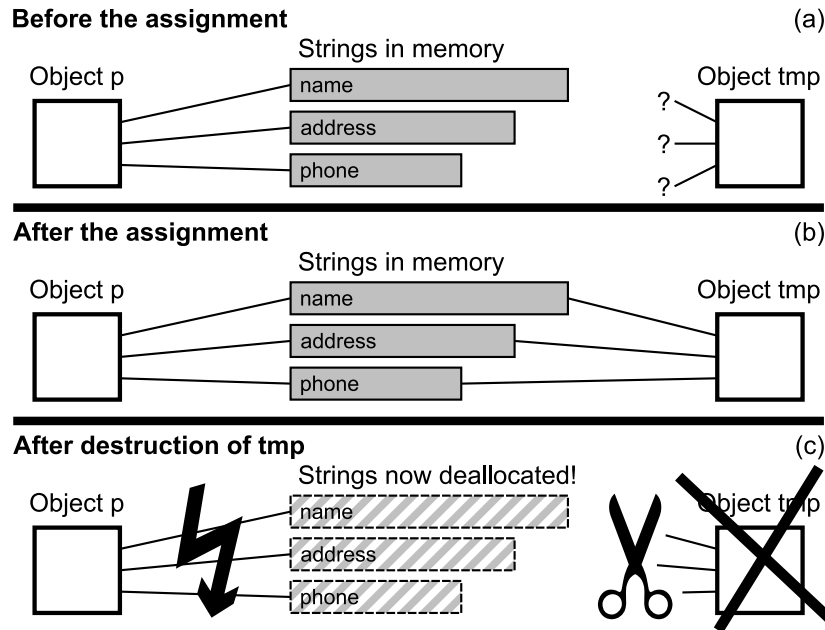 Before the assignment (a)
Strings in memory
Object p
Object tmp
name
address
phone
?
?
?
After the assignment (b)
Strings in memory
Object p
Object tmp
name
address
phone
After destruction of tmp (c)
Strings now deallocated!
Object p
Object tmp
name
address
phone